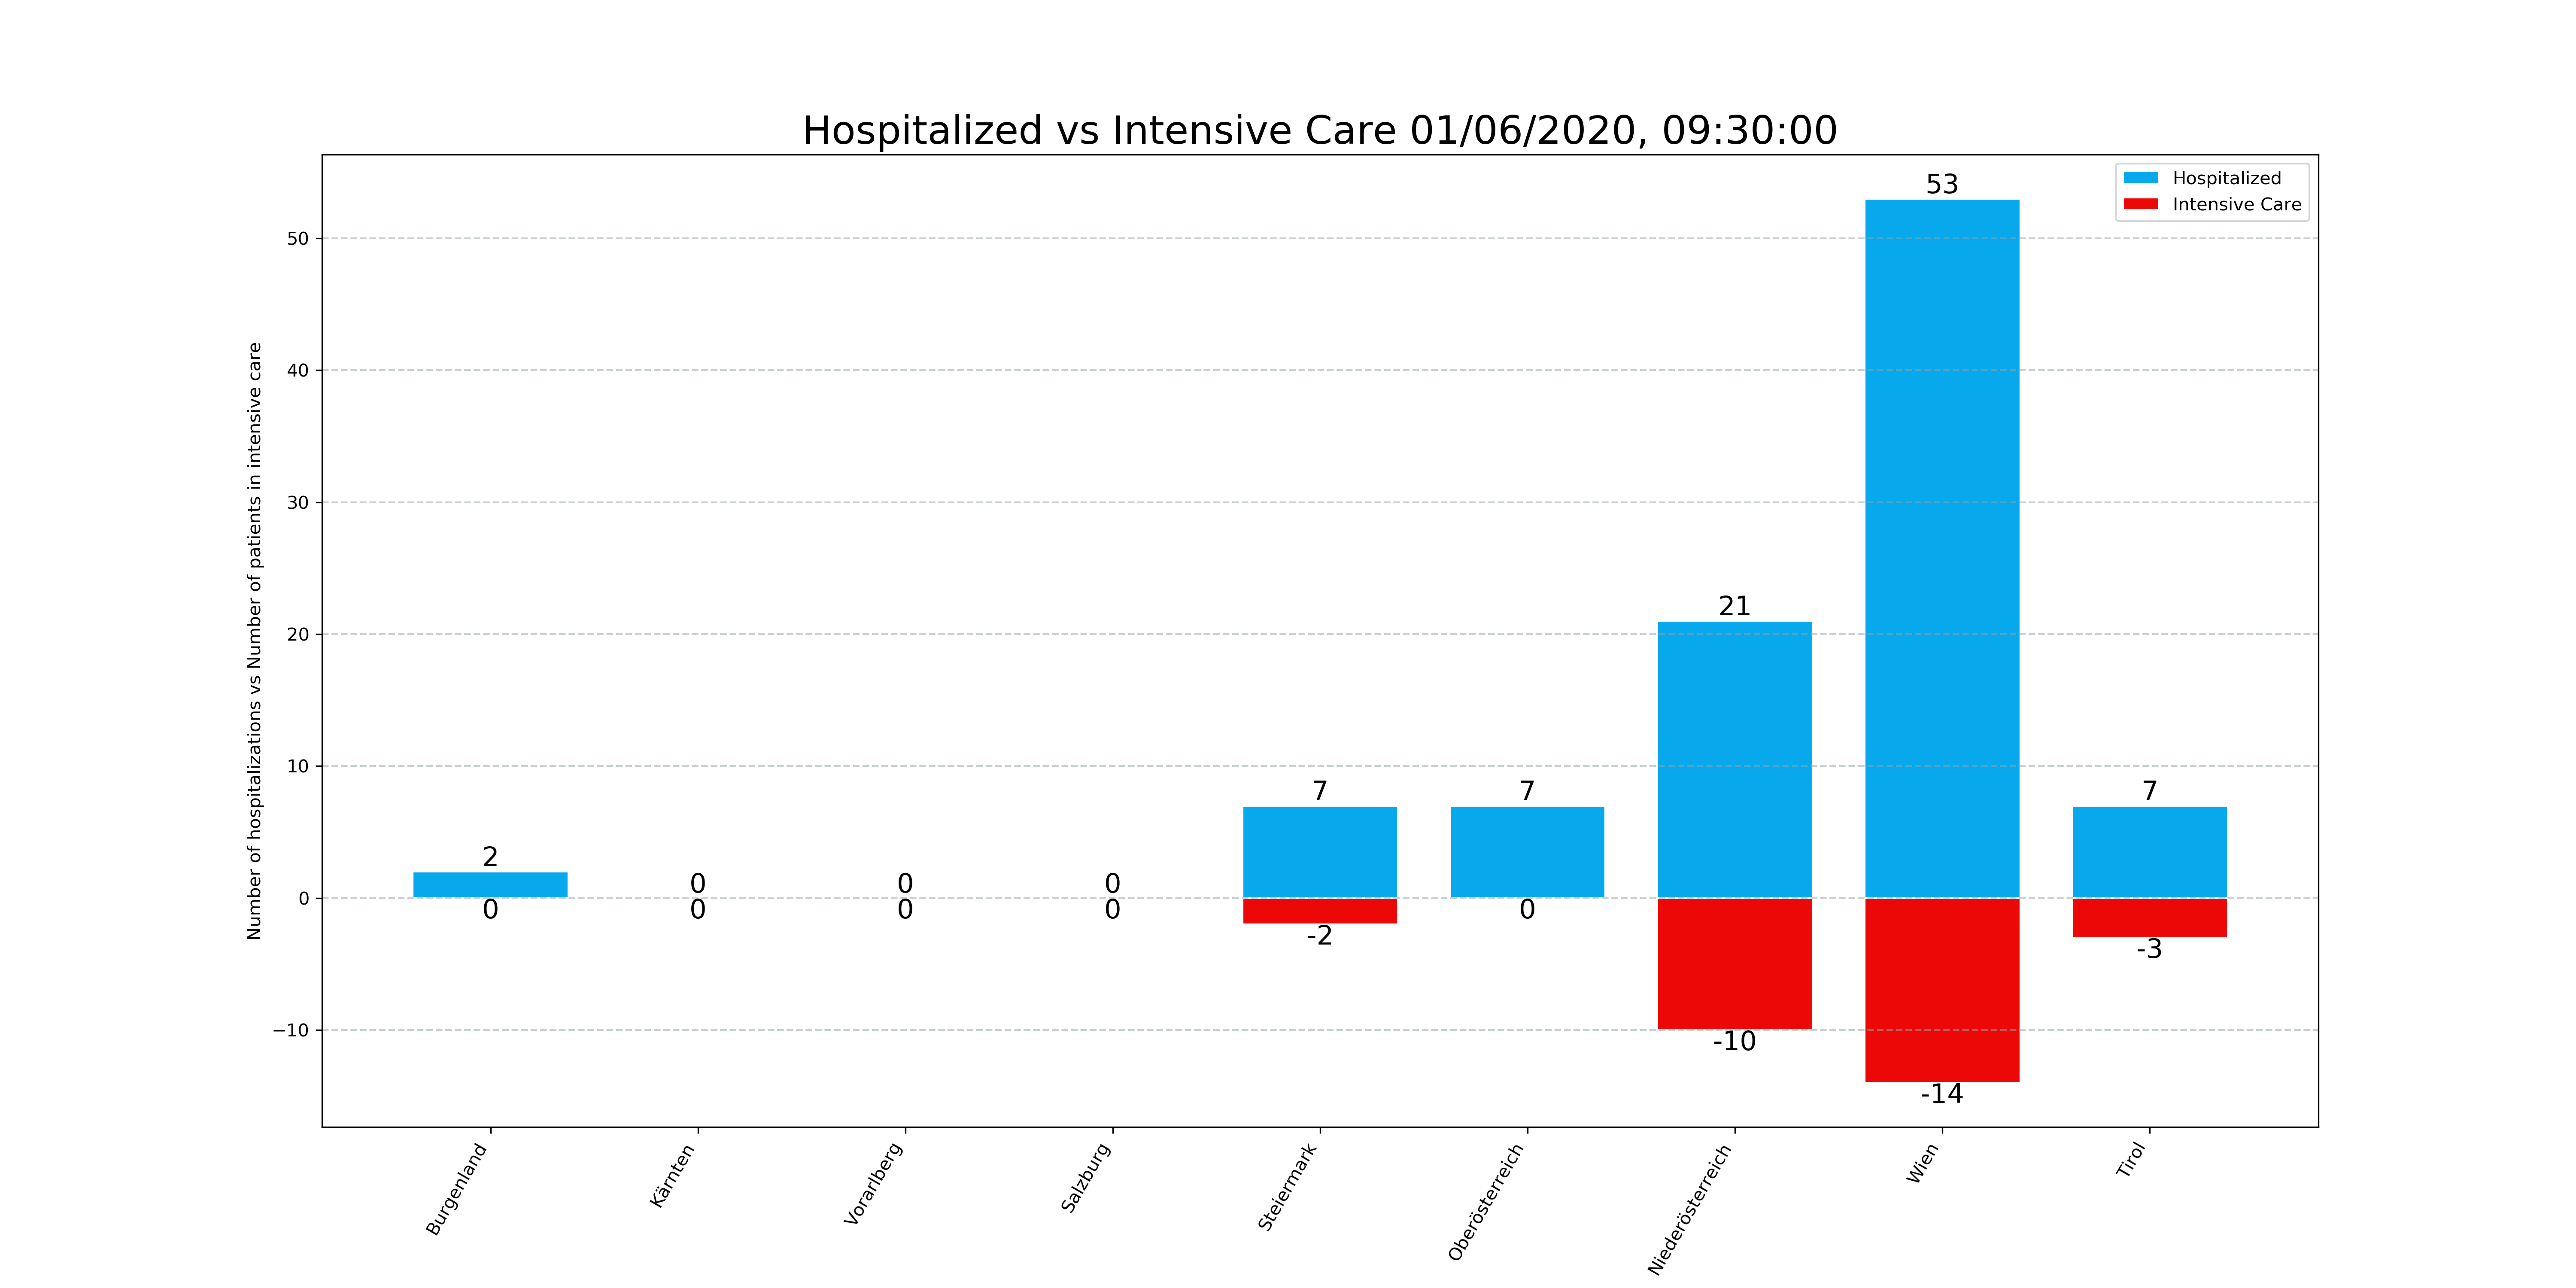 Hospitalized vs Intensive Care 01/06/2020, 09:30:00
Hospitalized
Intensive Care
Number of hospitalizations vs Number of patients in intensive care
50
40
30
20
10
0
−10
2
0
0
0
7
7
21
53
7
0
0
0
0
-2
0
-10
-14
-3
Burgenland
Kärnten
Vorarlberg
Salzburg
Steiermark
Oberösterreich
Niederösterreich
Wien
Tirol